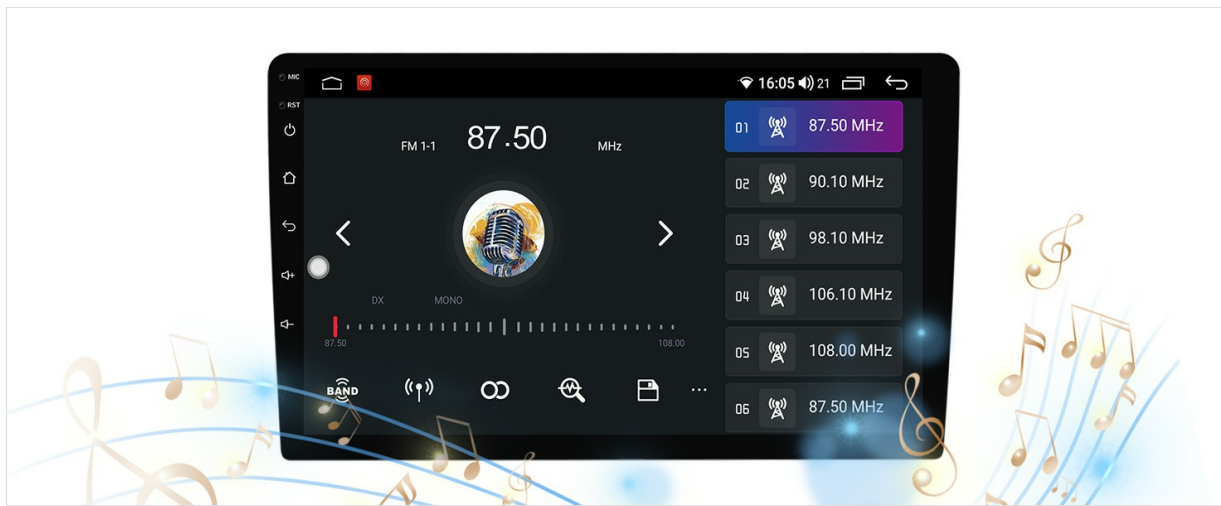 MIC
16:05 21
RST
FM 1-1 87.50 MHz
DX MONO
87.50 108.00
BAND
01 87.50 MHz
02 90.10 MHz
03 98.10 MHz
04 106.10 MHz
05 108.00 MHz
06 87.50 MHz